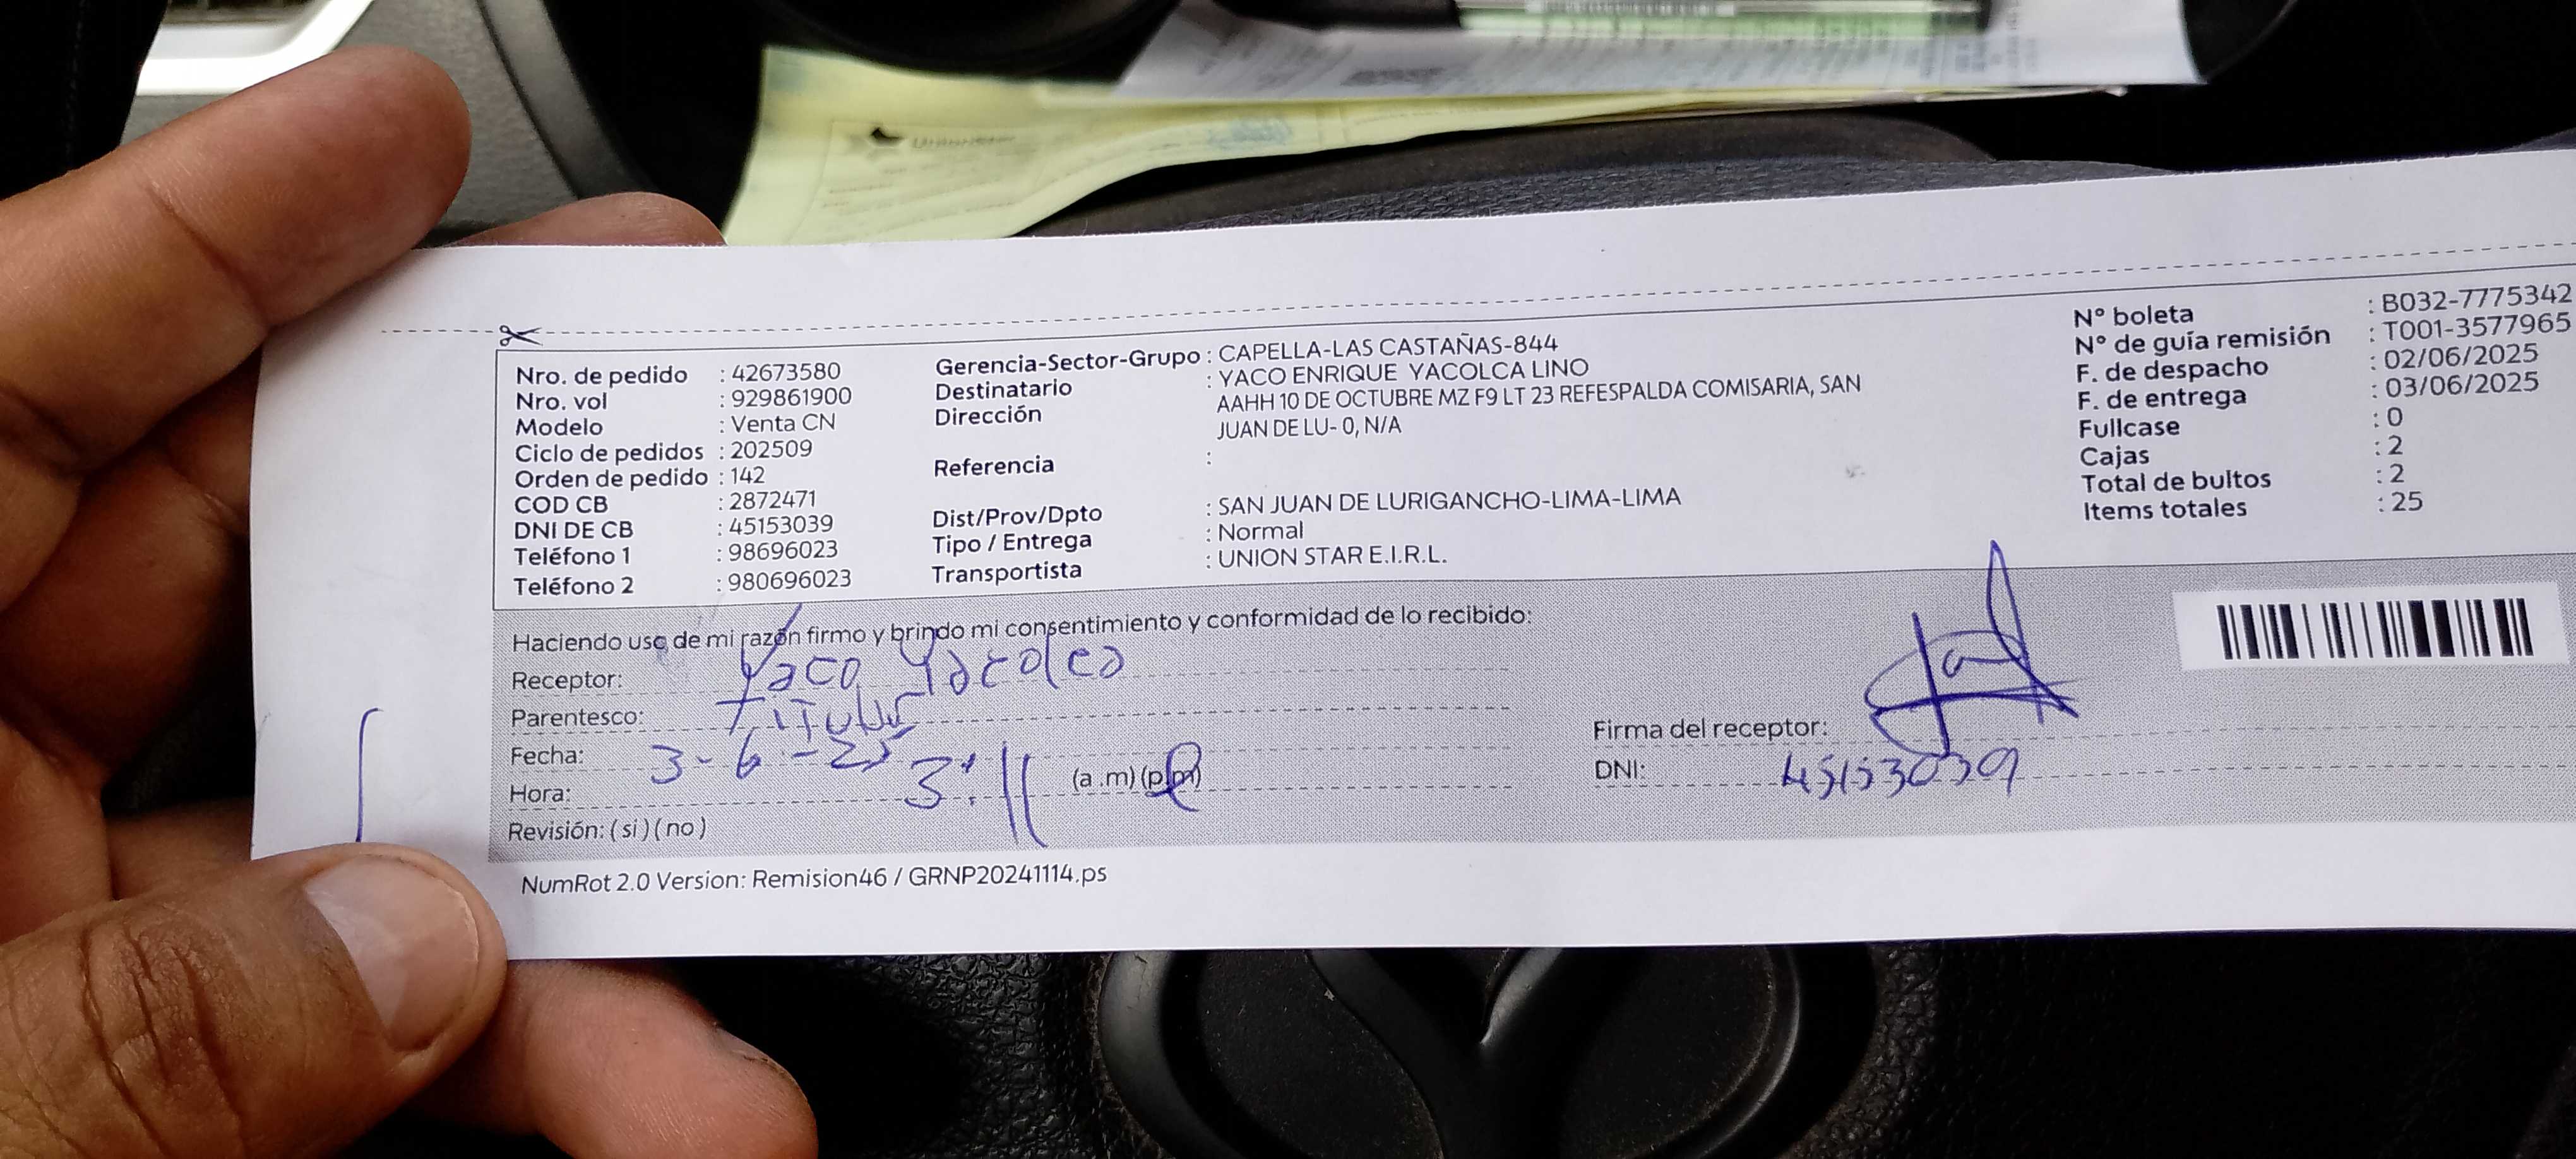 Nro. de pedido : 42673580
Nro. vol : 929861900
Modelo : Venta CN
Ciclo de pedidos : 202509
Orden de pedido : 142
COD CB : 2872471
DNI DE CB : 45153039
Teléfono 1 : 98696023
Teléfono 2 : 980696023
Gerencia-Sector-Grupo : CAPELLA-LAS CASTAÑAS-844
Destinatario : YACO ENRIQUE YACOLCA LINO
Dirección AAHH 10 DE OCTUBRE MZ F9 LT 23 REFESPALDA COMISARIA, SAN
JUAN DE LU- 0, N/A
Referencia :
Dist/Prov/Dpto : SAN JUAN DE LURIGANCHO-LIMA-LIMA
Tipo / Entrega : Normal
Transportista : UNION STAR E.I.R.L.
N° boleta : B032-7775342
N° de guía remisión : T001-3577965
F. de despacho : 02/06/2025
F. de entrega : 03/06/2025
Fullcase : 0
Cajas : 2
Total de bultos : 2
Items totales : 25
Haciendo uso de mi razón firmo y brindo mi consentimiento y conformidad de lo recibido:
Receptor: Yaco Yacolca
Parentesco: Titular
Fecha: 3-6-25
Hora: 3:11 (a.m) (p.m)
Revisión: ( si ) ( no )
Firma del receptor:
DNI: 45153039
NumRot 2.0 Version: Remision46 / GRNP20241114.ps